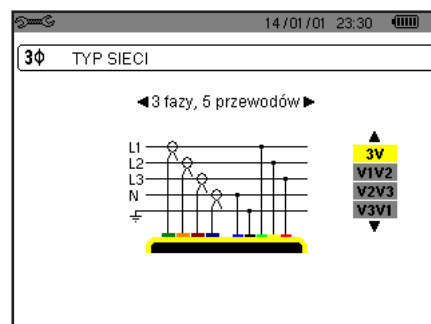 14/01/01 23:30
3Φ TYP SIECI
◄3 fazy, 5 przewodów►
L1
L2
L3
N
3V
V1V2
V2V3
V3V1